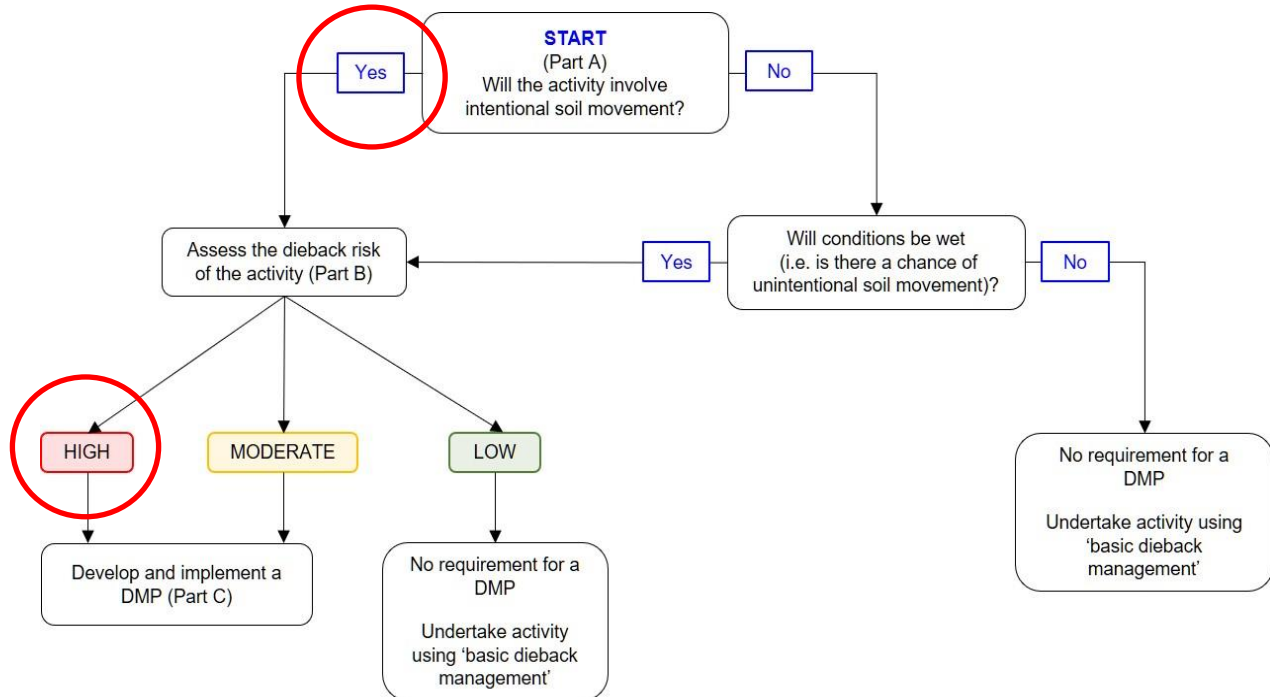 START
(Part A)
Will the activity involve
intentional soil movement?
Yes
No
Assess the dieback risk
of the activity (Part B)
Yes
Will conditions be wet
(i.e. is there a chance of
unintentional soil movement)?
No
HIGH
MODERATE
LOW
Develop and implement a
DMP (Part C)
No requirement for a
DMP
Undertake activity
using ‘basic dieback
management’
No requirement for a
DMP
Undertake activity using
‘basic dieback
management’